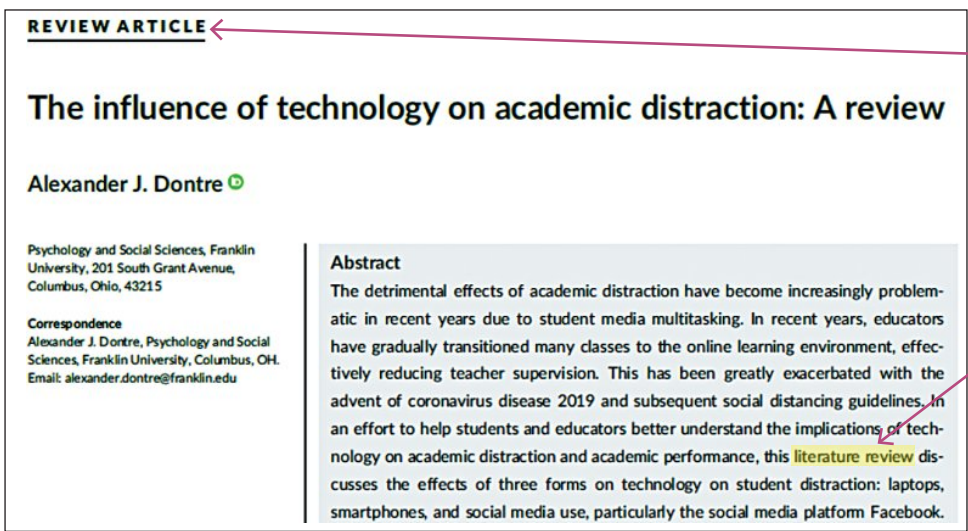 REVIEW ARTICLE
The influence of technology on academic distraction: A review
Alexander J. Dontre
Psychology and Social Sciences, Franklin
University, 201 South Grant Avenue,
Columbus, Ohio, 43215
Correspondence
Alexander J. Dontre, Psychology and Social
Sciences, Franklin University, Columbus, OH.
Email: alexander.dontre@franklin.edu
Abstract
The detrimental effects of academic distraction have become increasingly problem-
atic in recent years due to student media multitasking. In recent years, educators
have gradually transitioned many classes to the online learning environment, effec-
tively reducing teacher supervision. This has been greatly exacerbated with the
advent of coronavirus disease 2019 and subsequent social distancing guidelines. In
an effort to help students and educators better understand the implications of tech-
nology on academic distraction and academic performance, this literature review dis-
cusses the effects of three forms on technology on student distraction: laptops,
smartphones, and social media use, particularly the social media platform Facebook.